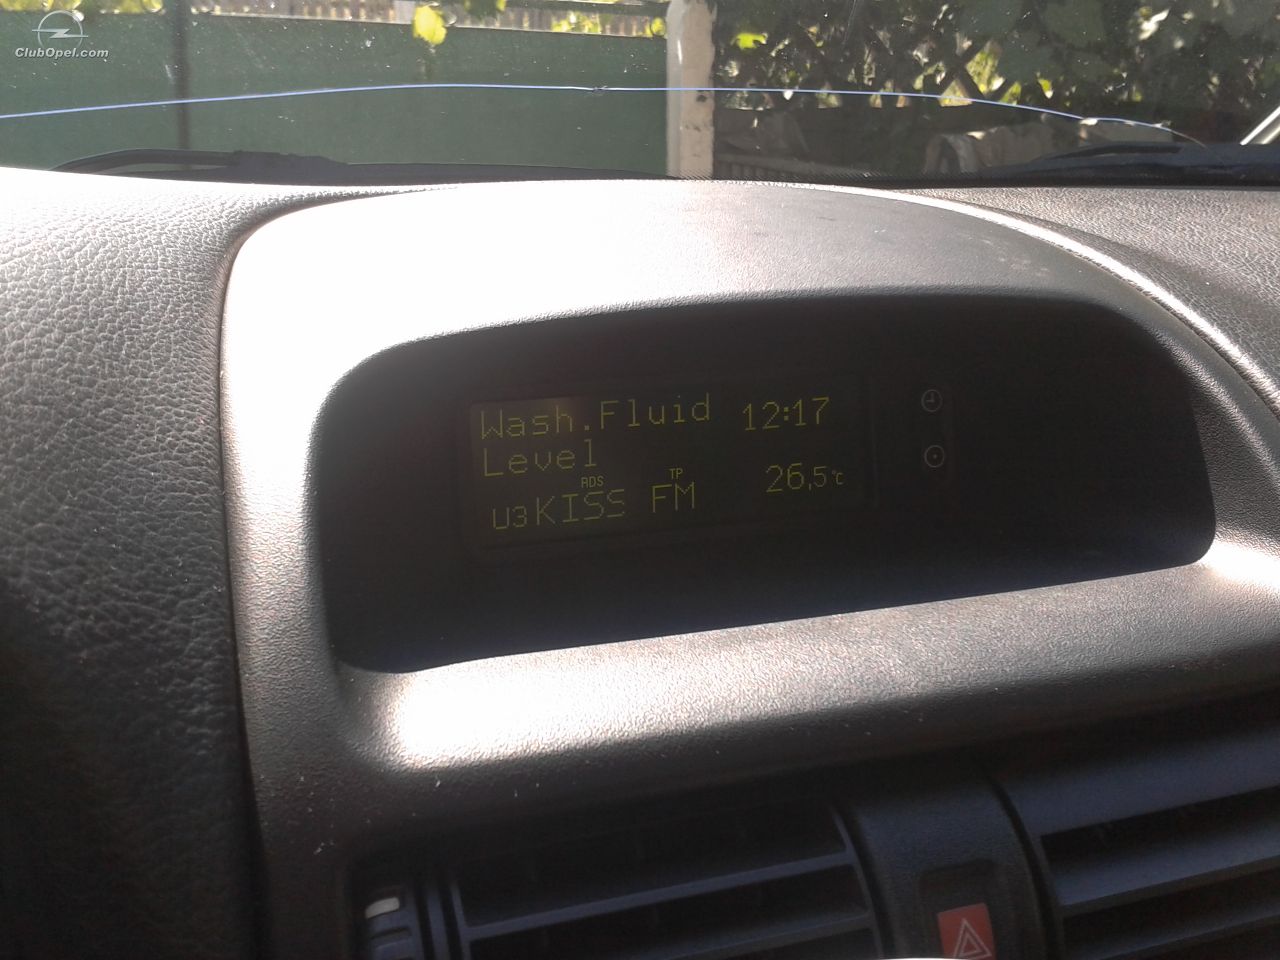 ClubOpel.com
Wash.Fluid 12:17
Level
RDS TP
U3 KISS FM 26,5°C